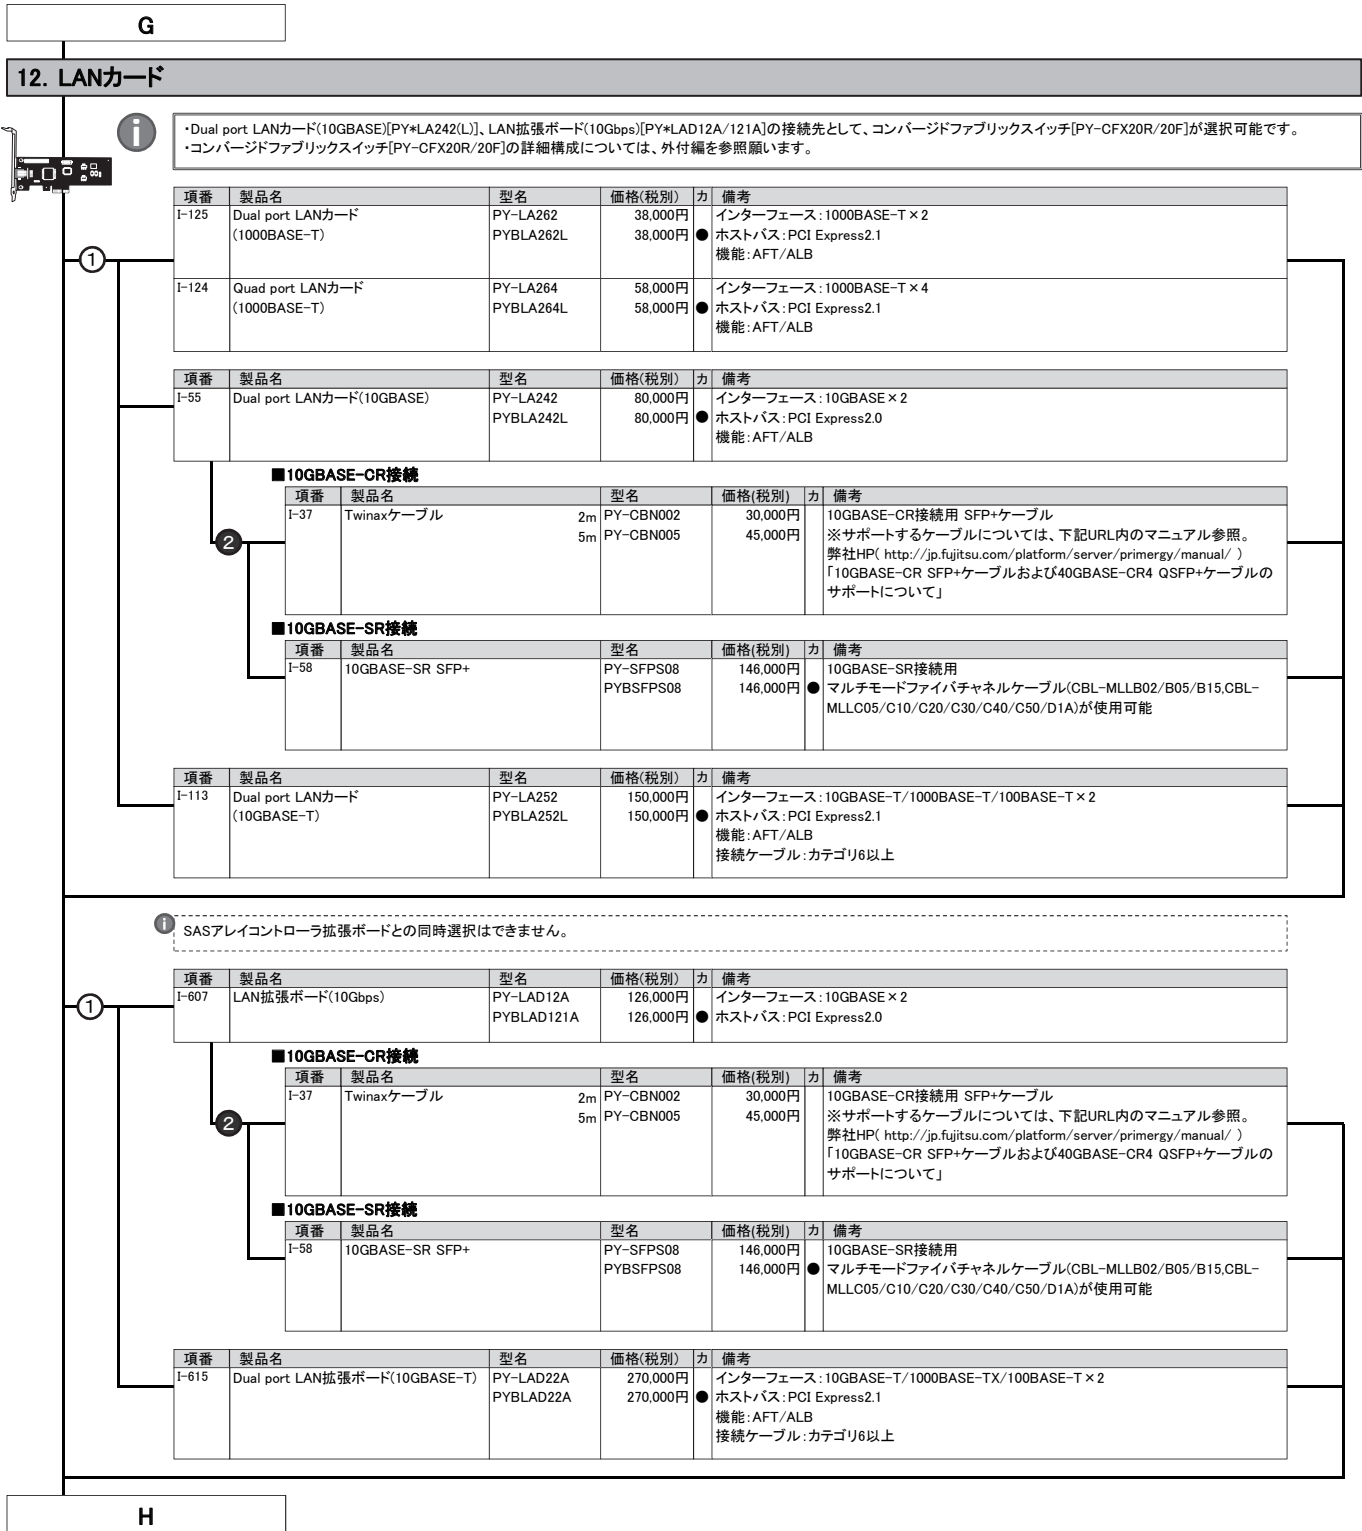 G
12. LANカード
・Dual port LANカード(10GBASE)[PY*LA242(L)]、LAN拡張ボード(10Gbps)[PY*LAD12A/121A]の接続先として、コンバージドファブリックスイッチ[PY-CFX20R/20F]が選択可能です。
・コンバージドファブリックスイッチ[PY-CFX20R/20F]の詳細構成については、外付編を参照願います。
項番 製品名 型名 価格(税別) カ 備考
I-125 Dual port LANカード PY-LA262 38,000円 インターフェース：1000BASE-T×2
(1000BASE-T) PYBLA262L 38,000円 ● ホストバス：PCI Express2.1
機能：AFT/ALB
① 
I-124 Quad port LANカード PY-LA264 58,000円 インターフェース：1000BASE-T×4
(1000BASE-T) PYBLA264L 58,000円 ● ホストバス：PCI Express2.1
機能：AFT/ALB
項番 製品名 型名 価格(税別) カ 備考
I-55 Dual port LANカード(10GBASE) PY-LA242 80,000円 インターフェース：10GBASE×2
PYBLA242L 80,000円 ● ホストバス：PCI Express2.0
機能：AFT/ALB
■10GBASE-CR接続
項番 製品名 型名 価格(税別) カ 備考
I-37 Twinaxケーブル 2m PY-CBN002 30,000円 10GBASE-CR接続用 SFP+ケーブル
5m PY-CBN005 45,000円 ※サポートするケーブルについては、下記URL内のマニュアル参照。
❷ 弊社HP( http://jp.fujitsu.com/platform/server/primergy/manual/ )
「10GBASE-CR SFP+ケーブルおよび40GBASE-CR4 QSFP+ケーブルの
サポートについて」
■10GBASE-SR接続
項番 製品名 型名 価格(税別) カ 備考
I-58 10GBASE-SR SFP+ PY-SFPS08 146,000円 10GBASE-SR接続用
PYBSFPS08 146,000円 ● マルチモードファイバチャネルケーブル(CBL-MLLB02/B05/B15,CBL-
MLLC05/C10/C20/C30/C40/C50/D1A)が使用可能
項番 製品名 型名 価格(税別) カ 備考
I-113 Dual port LANカード PY-LA252 150,000円 インターフェース：10GBASE-T/1000BASE-T/100BASE-T×2
(10GBASE-T) PYBLA252L 150,000円 ● ホストバス：PCI Express2.1
機能：AFT/ALB
接続ケーブル：カテゴリ6以上
SASアレイコントローラ拡張ボードとの同時選択はできません。
項番 製品名 型名 価格(税別) カ 備考
① I-607 LAN拡張ボード(10Gbps) PY-LAD12A 126,000円 インターフェース：10GBASE×2
PYBLAD121A 126,000円 ● ホストバス：PCI Express2.0
■10GBASE-CR接続
項番 製品名 型名 価格(税別) カ 備考
I-37 Twinaxケーブル 2m PY-CBN002 30,000円 10GBASE-CR接続用 SFP+ケーブル
5m PY-CBN005 45,000円 ※サポートするケーブルについては、下記URL内のマニュアル参照。
❷ 弊社HP( http://jp.fujitsu.com/platform/server/primergy/manual/ )
「10GBASE-CR SFP+ケーブルおよび40GBASE-CR4 QSFP+ケーブルの
サポートについて」
■10GBASE-SR接続
項番 製品名 型名 価格(税別) カ 備考
I-58 10GBASE-SR SFP+ PY-SFPS08 146,000円 10GBASE-SR接続用
PYBSFPS08 146,000円 ● マルチモードファイバチャネルケーブル(CBL-MLLB02/B05/B15,CBL-
MLLC05/C10/C20/C30/C40/C50/D1A)が使用可能
項番 製品名 型名 価格(税別) カ 備考
I-615 Dual port LAN拡張ボード(10GBASE-T) PY-LAD22A 270,000円 インターフェース：10GBASE-T/1000BASE-TX/100BASE-T×2
PYBLAD22A 270,000円 ● ホストバス：PCI Express2.1
機能：AFT/ALB
接続ケーブル：カテゴリ6以上
H